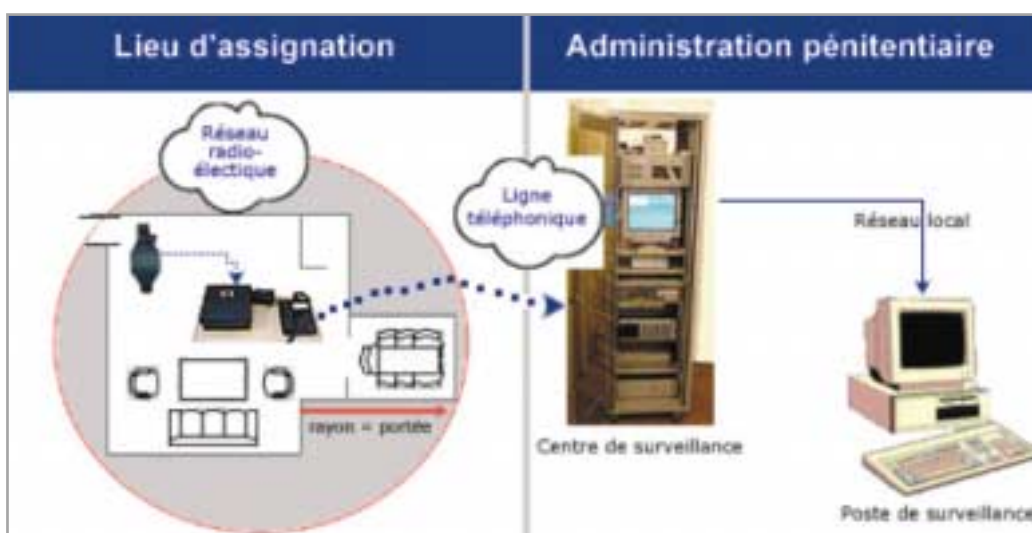 Lieu d'assignation
Administration pénitentiaire
Réseau
radio-
électique
Ligne
téléphonique
Réseau local
rayon = portée
Centre de surveillance
Poste de surveillance